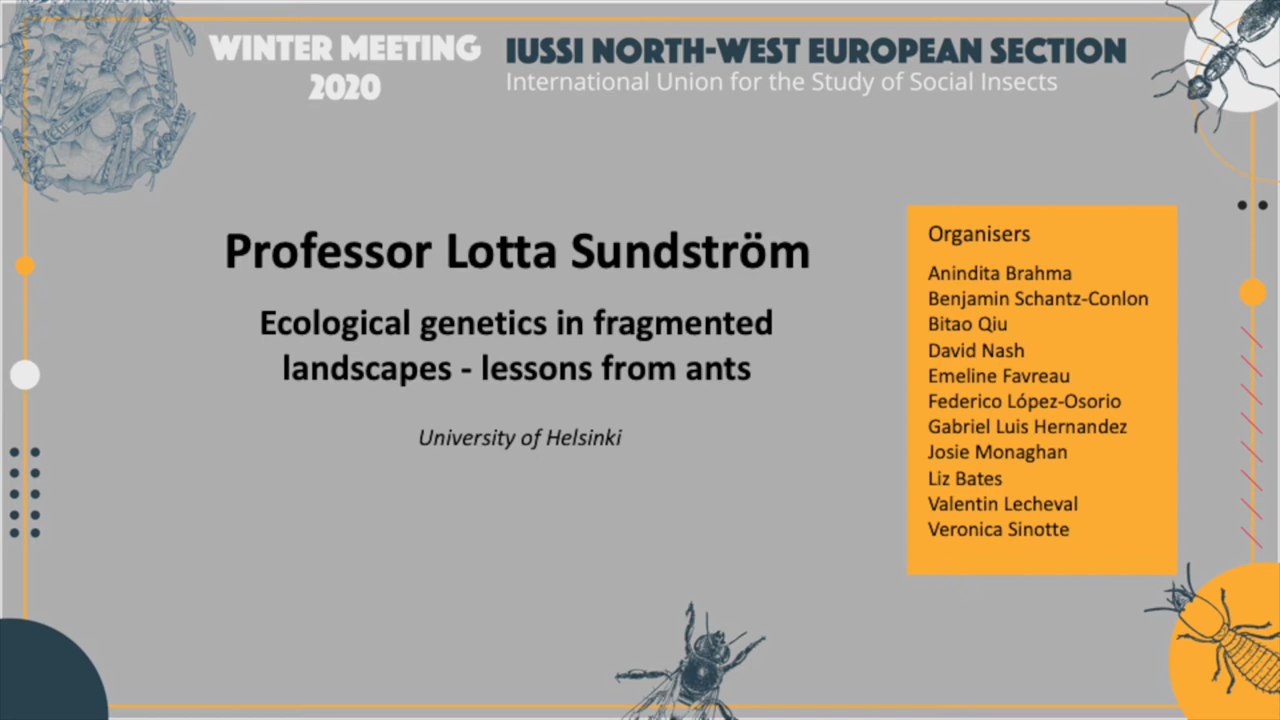 WINTER MEETING
2020
IUSSI NORTH-WEST EUROPEAN SECTION
International Union for the Study of Social Insects
Professor Lotta Sundström
Ecological genetics in fragmented
landscapes - lessons from ants
University of Helsinki
Organisers
Anindita Brahma
Benjamin Schantz-Conlon
Bitao Qiu
David Nash
Emeline Favreau
Federico López-Osorio
Gabriel Luis Hernandez
Josie Monaghan
Liz Bates
Valentin Lecheval
Veronica Sinotte